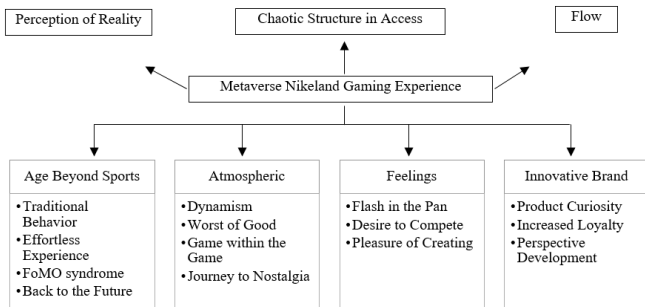 Perception of Reality
Chaotic Structure in Access
Flow
Metaverse Nikeland Gaming Experience
Age Beyond Sports
•Traditional
Behavior
•Effortless
Experience
•FoMO syndrome
•Back to the Future
Atmospheric
•Dynamism
•Worst of Good
•Game within the
Game
•Journey to Nostalgia
Feelings
•Flash in the Pan
•Desire to Compete
•Pleasure of Creating
Innovative Brand
•Product Curiosity
•Increased Loyalty
•Perspective
Development